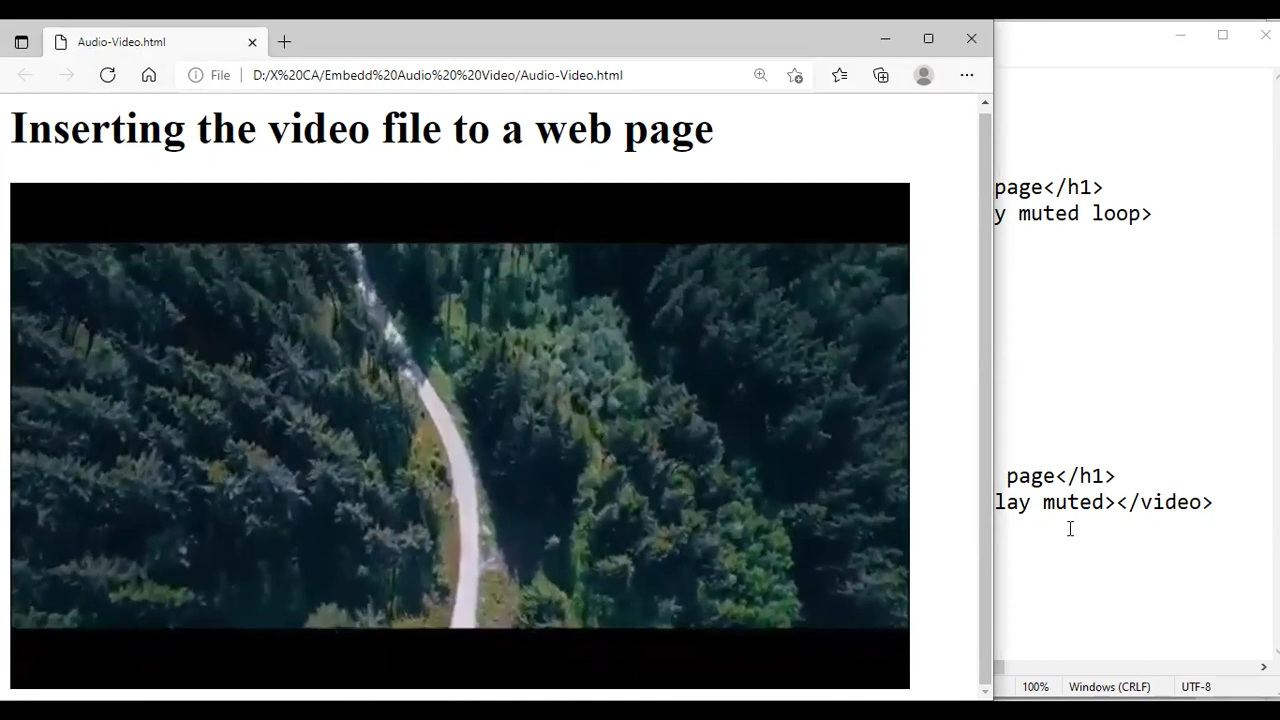 Audio-Video.html
File
D:/X%20CA/Embedd%20Audio%20%20Video/Audio-Video.html
Inserting the video file to a web page
page</h1>
y muted loop>
page</h1>
lay muted></video>
100%
Windows (CRLF)
UTF-8